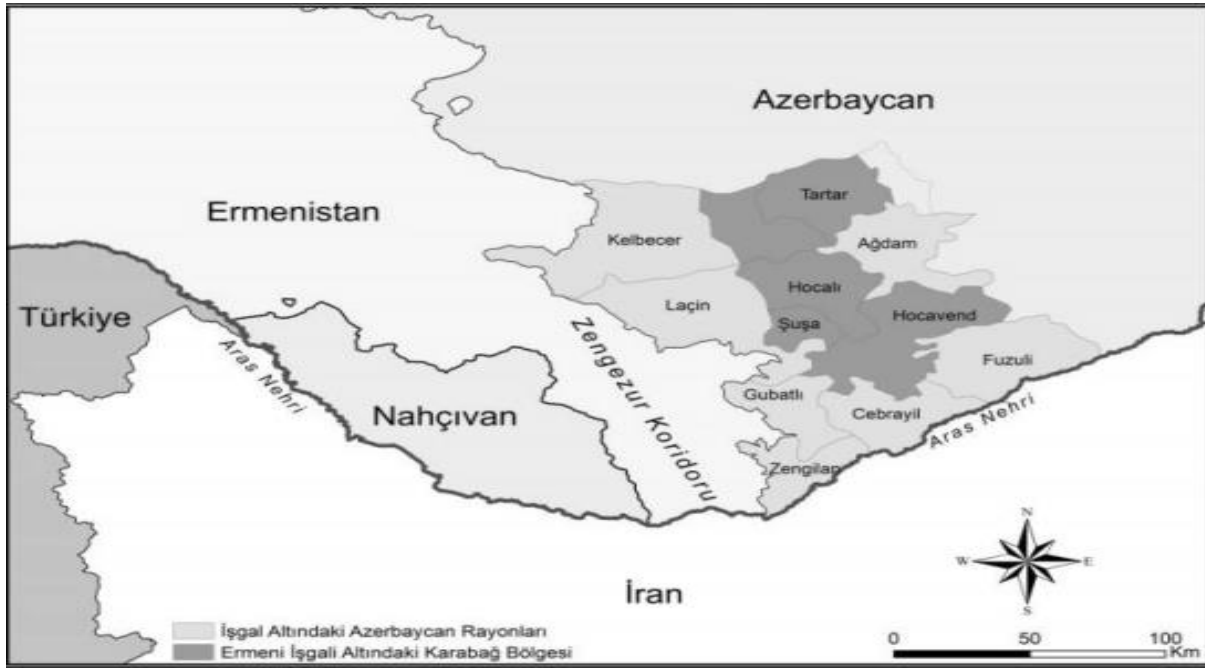 Azerbaycan
Tartar
Ermenistan
Kelbecer
Ağdam
Hocalı
Laçin
Hocavend
Türkiye
Şuşa
Zengezur Koridoru
Fuzuli
Aras Nehri
Gubatlı
Nahçıvan
Cebrayil
Aras Nehri
Zengilan
N
W
E
S
İran
İşgal Altındaki Azerbaycan Rayonları
Ermeni İşgali Altındaki Karabağ Bölgesi
0 50 100
Km